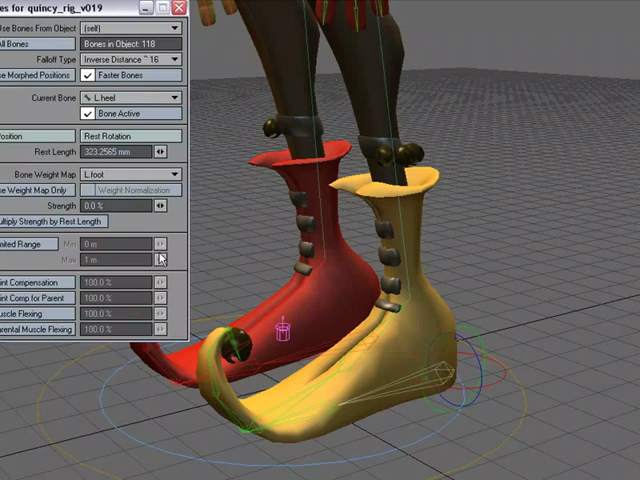 es for quincy_rig_v019
Use Bones From Object (self)
All Bones Bones in Object: 118
Falloff Type Inverse Distance ^ 16
se Morphed Positions Faster Bones
Current Bone L.heel
Bone Active
Position Rest Rotation
Rest Length 323.2565 mm
Bone Weight Map L.foot
se Weight Map Only Weight Normalization
Strength 0.0 %
ultiply Strength by Rest Length
mited Range Min 0 m
Max 1 m
int Compensation 100.0 %
int Comp for Parent 100.0 %
uscle Flexing 100.0 %
arental Muscle Flexing 100.0 %